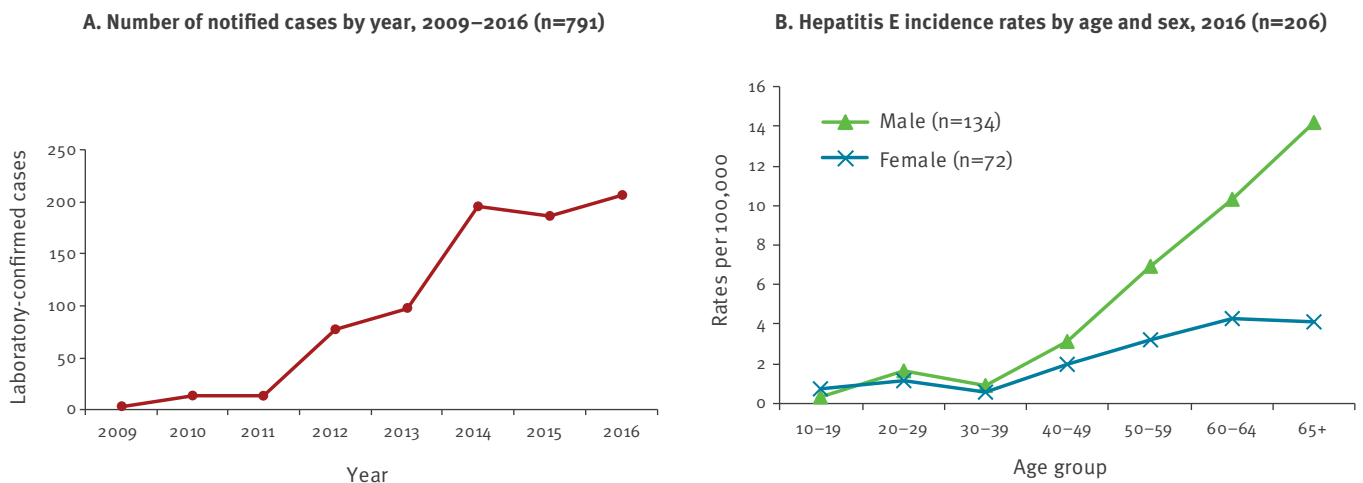 A. Number of notified cases by year, 2009–2016 (n=791)
Laboratory-confirmed cases
250
200
150
100
50
0
2009 2010 2011 2012 2013 2014 2015 2016
Year
B. Hepatitis E incidence rates by age and sex, 2016 (n=206)
Rates per 100,000
16
14
12
10
8
6
4
2
0
Male (n=134)
Female (n=72)
10–19 20–29 30–39 40–49 50–59 60–64 65+
Age group